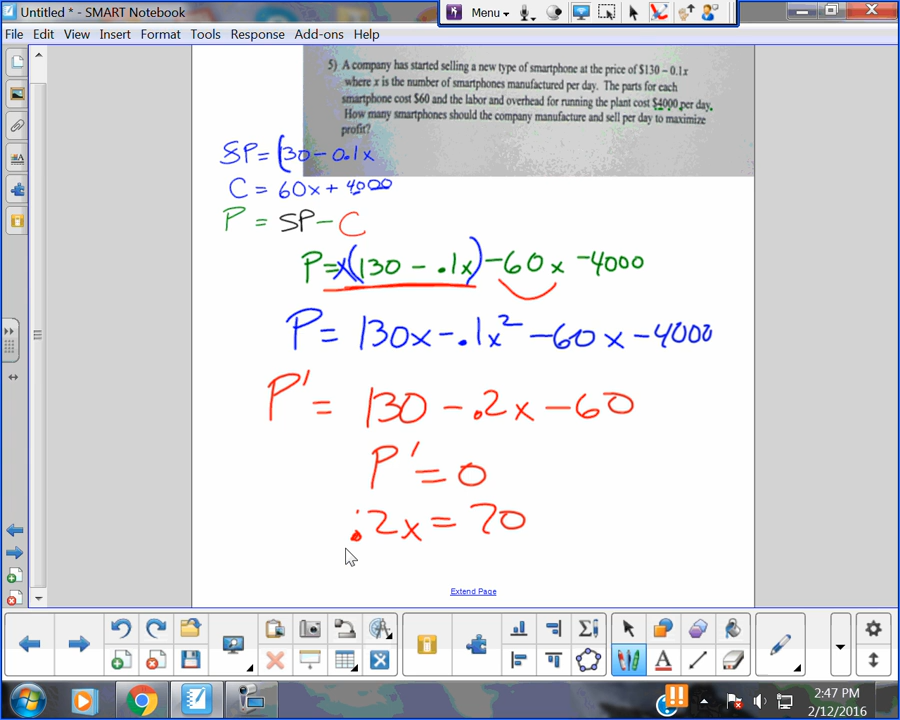 Untitled * - SMART Notebook
Menu
File Edit View Insert Format Tools Response Add-ons Help
5) A company has started selling a new type of smartphone at the price of $130 – 0.1x
where x is the number of smartphones manufactured per day. The parts for each
smartphone cost $60 and the labor and overhead for running the plant cost $4000 per day.
How many smartphones should the company manufacture and sell per day to maximize
profit?
SP = (130 - 0.1x
C = 60x + 4000
P = SP - C
P = x(130 - .1x) - 60x - 4000
P = 130x - .1x² - 60x - 4000
P' = 130 - .2x - 60
P' = 0
.2x = 70
Extend Page
2:47 PM
2/12/2016